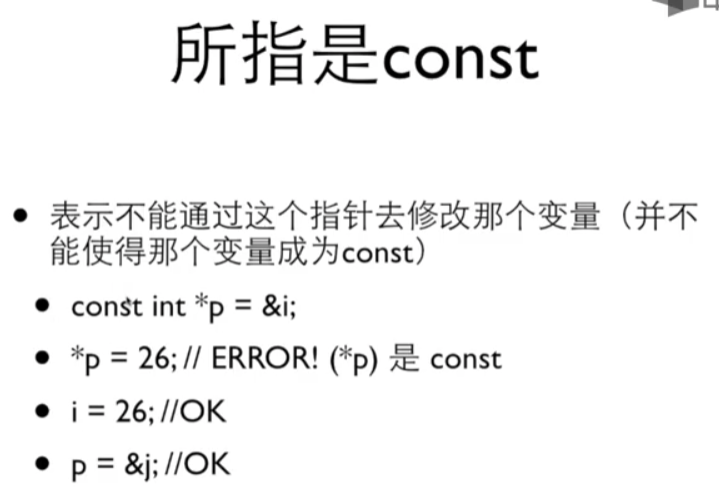 所指是const
• 表示不能通过这个指针去修改那个变量（并不
能使得那个变量成为const）
• const int *p = &i;
• *p = 26; // ERROR! (*p) 是 const
• i = 26; //OK
• p = &j; //OK